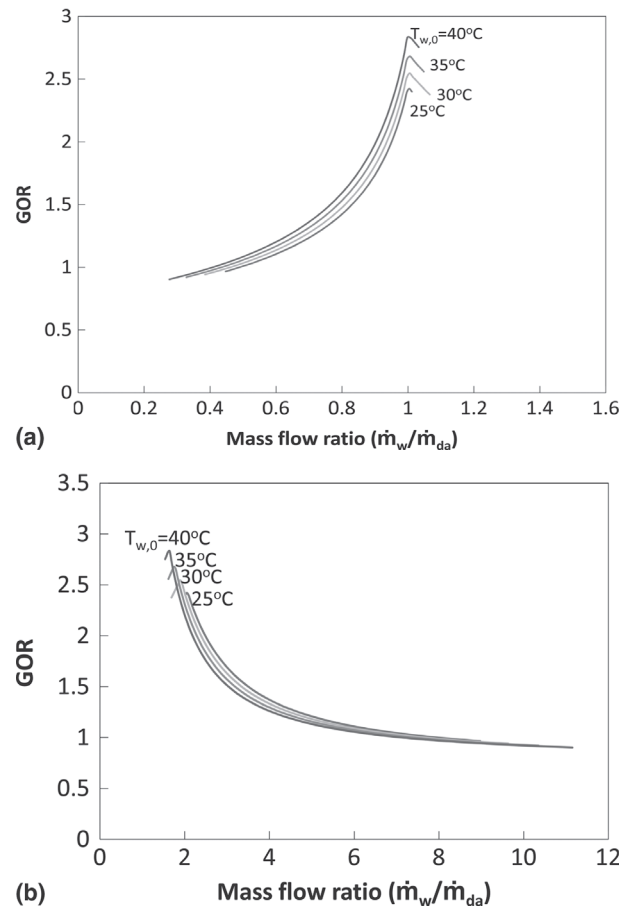 3
2.5
2
1.5
1
0.5
0
GOR
T_w,0=40°C
35°C
30°C
25°C
0 0.2 0.4 0.6 0.8 1 1.2 1.4 1.6
Mass flow ratio (ṁ_w/ṁ_da)
(a)
3.5
3
2.5
2
1.5
1
0.5
0
GOR
T_w,0=40°C
35°C
30°C
25°C
0 2 4 6 8 10 12
Mass flow ratio (ṁ_w/ṁ_da)
(b)